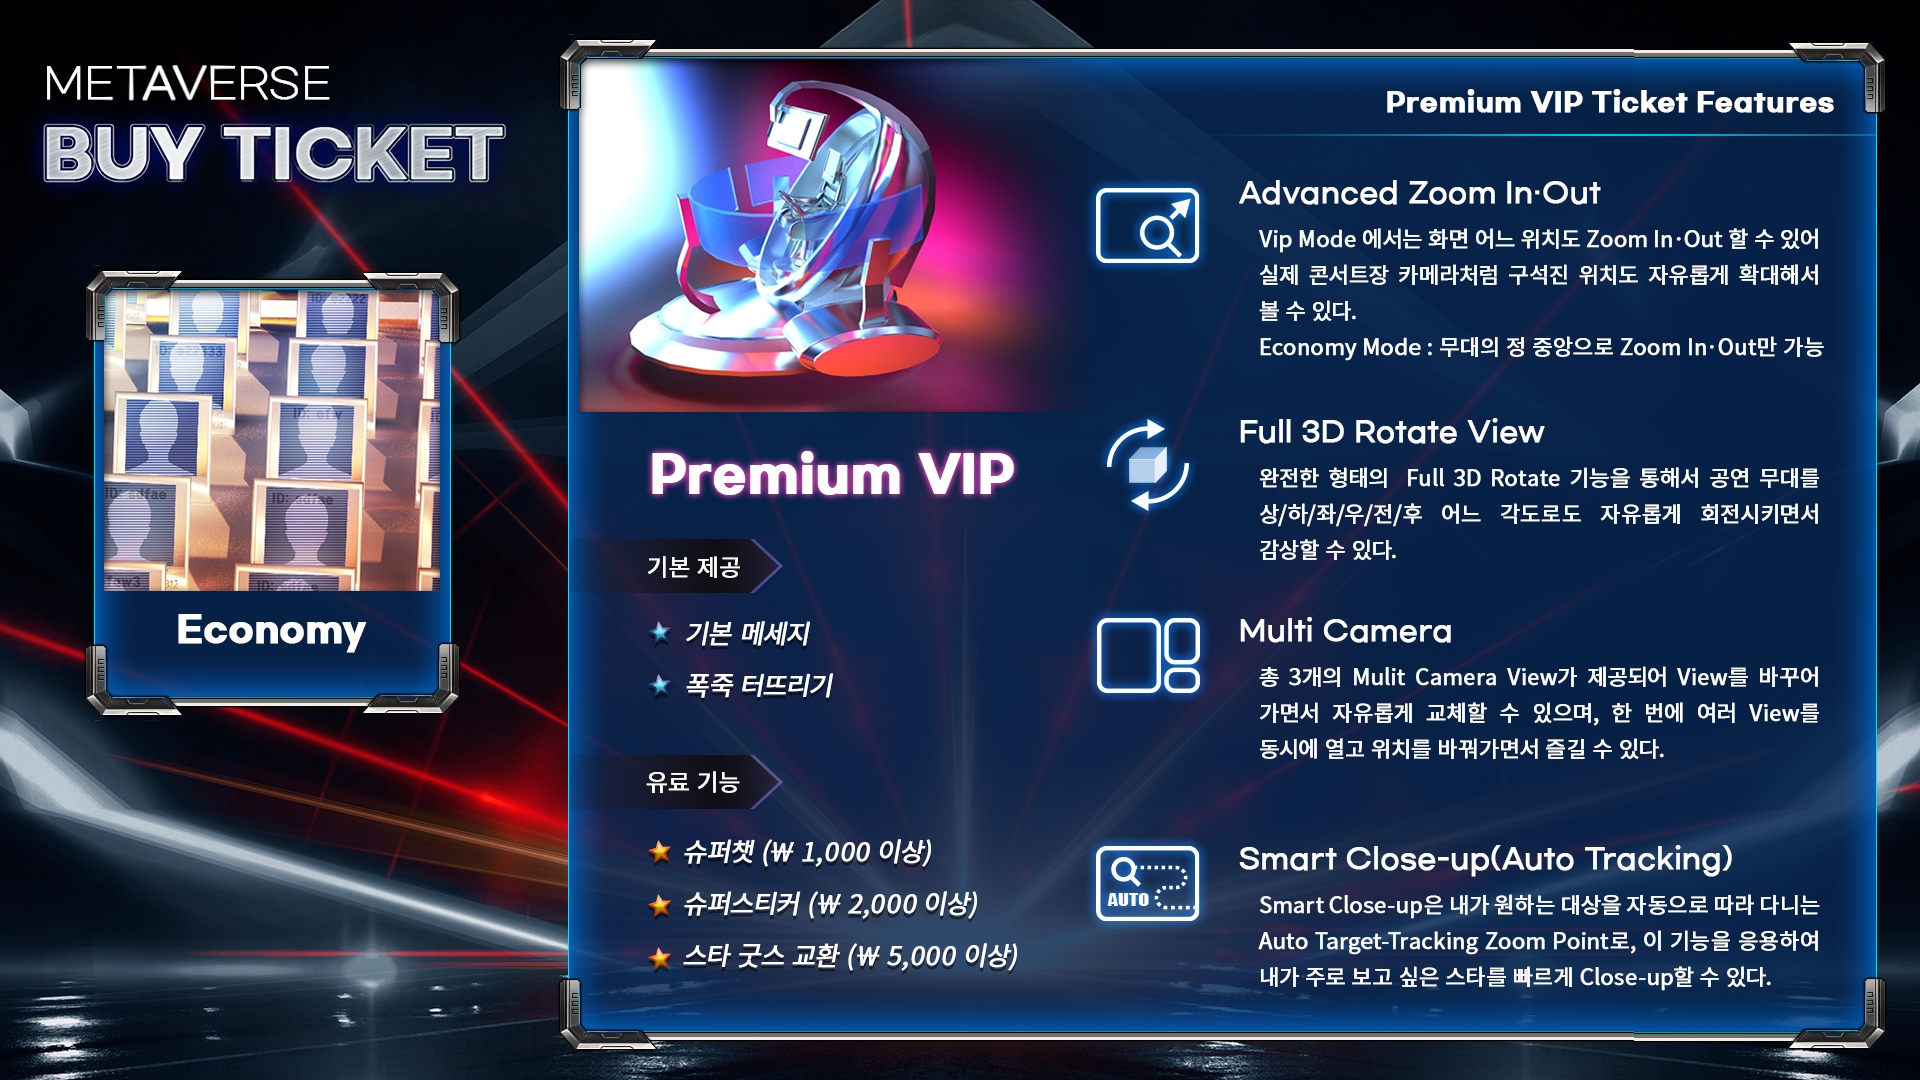 METAVERSE
BUY TICKET
ID: e2322
ID: 622333
ID: efw
ID: edfae
Economy
Premium VIP
기본 제공
기본 메세지
폭죽 터뜨리기
유료 기능
슈퍼챗 (₩ 1,000 이상)
슈퍼스티커 (₩ 2,000 이상)
스타 굿스 교환 (₩ 5,000 이상)
Premium VIP Ticket Features
Advanced Zoom In·Out
Vip Mode 에서는 화면 어느 위치도 Zoom In·Out 할 수 있어
실제 콘서트장 카메라처럼 구석진 위치도 자유롭게 확대해서
볼 수 있다.
Economy Mode : 무대의 정 중앙으로 Zoom In·Out만 가능
Full 3D Rotate View
완전한 형태의 Full 3D Rotate 기능을 통해서 공연 무대를
상/하/좌/우/전/후 어느 각도로도 자유롭게 회전시키면서
감상할 수 있다.
Multi Camera
총 3개의 Mulit Camera View가 제공되어 View를 바꾸어
가면서 자유롭게 교체할 수 있으며, 한 번에 여러 View를
동시에 열고 위치를 바꿔가면서 즐길 수 있다.
AUTO
Smart Close-up(Auto Tracking)
Smart Close-up은 내가 원하는 대상을 자동으로 따라 다니는
Auto Target-Tracking Zoom Point로, 이 기능을 응용하여
내가 주로 보고 싶은 스타를 빠르게 Close-up할 수 있다.